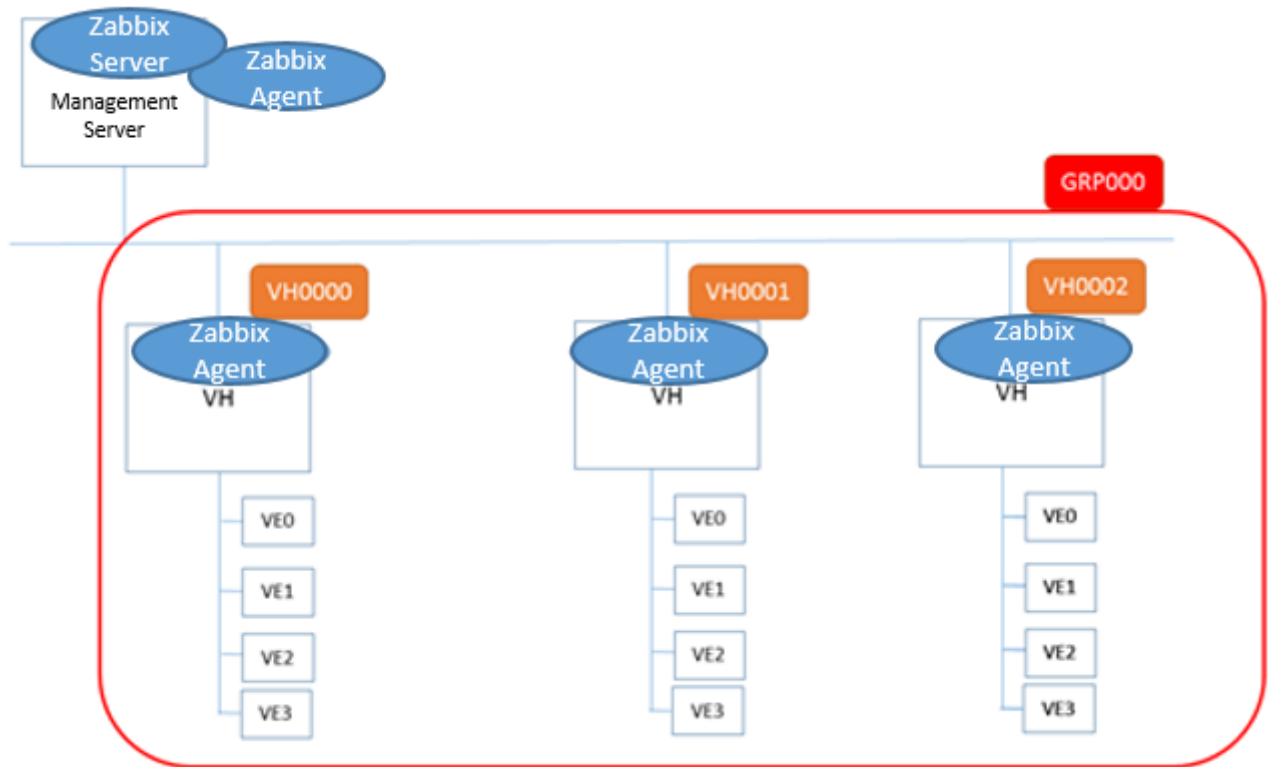 Zabbix
Server
Zabbix
Agent
Management
Server
GRP000
VH0000
VH0001
VH0002
Zabbix
Agent
VH
Zabbix
Agent
VH
Zabbix
Agent
VH
VE0
VE1
VE2
VE3
VE0
VE1
VE2
VE3
VE0
VE1
VE2
VE3